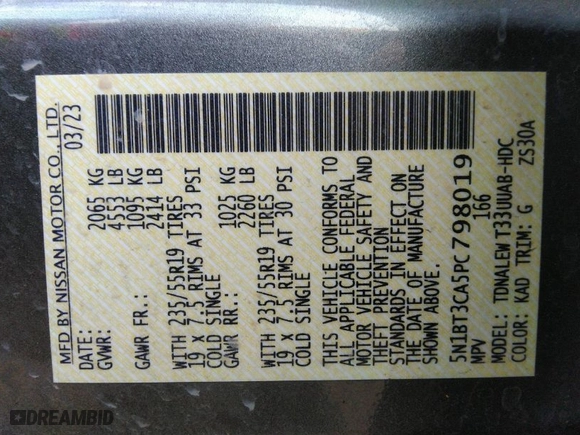 MFD BY NISSAN MOTOR CO., LTD.
DATE: 03/23
GVWR: 2065 KG
4553 LB
GAWR FR.: 1095 KG
2414 LB
WITH 235/55R19 TIRES
19 x 7.5 RIMS AT 33 PSI
COLD SINGLE
GAWR RR.: 1025 KG
2260 LB
WITH 235/55R19 TIRES
19 x 7.5 RIMS AT 30 PSI
COLD SINGLE
THIS VEHICLE CONFORMS TO
ALL APPLICABLE FEDERAL
MOTOR VEHICLE SAFETY AND
THEFT PREVENTION
STANDARDS IN EFFECT ON
THE DATE OF MANUFACTURE
SHOWN ABOVE.
5N1BT3CA5PC798019
MPV 166
MODEL: TDNALEW T33UUAB-HDC
COLOR: KAD TRIM: G ZS30A
DREAMBID